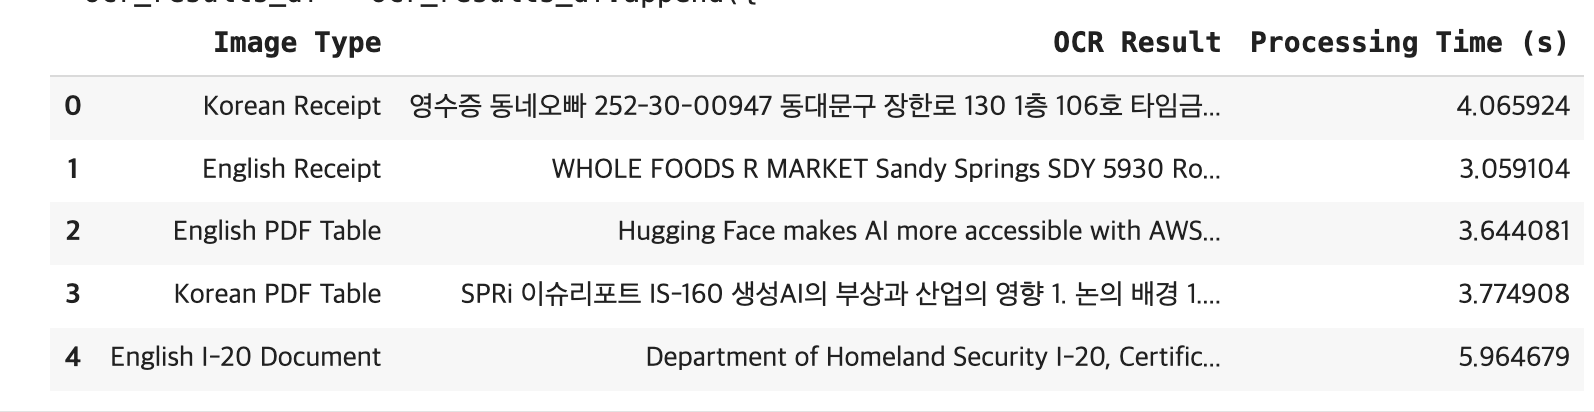 ocr_results_df = ocr_results_df.append({
Image Type OCR Result Processing Time (s)
0 Korean Receipt 영수증 동네오빠 252-30-00947 동대문구 장한로 130 1층 106호 타임금...
1 English Receipt WHOLE FOODS R MARKET Sandy Springs SDY 5930 Ro... 3.059104
2 English PDF Table Hugging Face makes AI more accessible with AWS... 3.644081
3 Korean PDF Table SPRi 이슈리포트 IS-160 생성AI의 부상과 산업의 영향 1. 논의 배경 1.... 3.774908
4 English I-20 Document Department of Homeland Security I-20, Certific... 5.964679